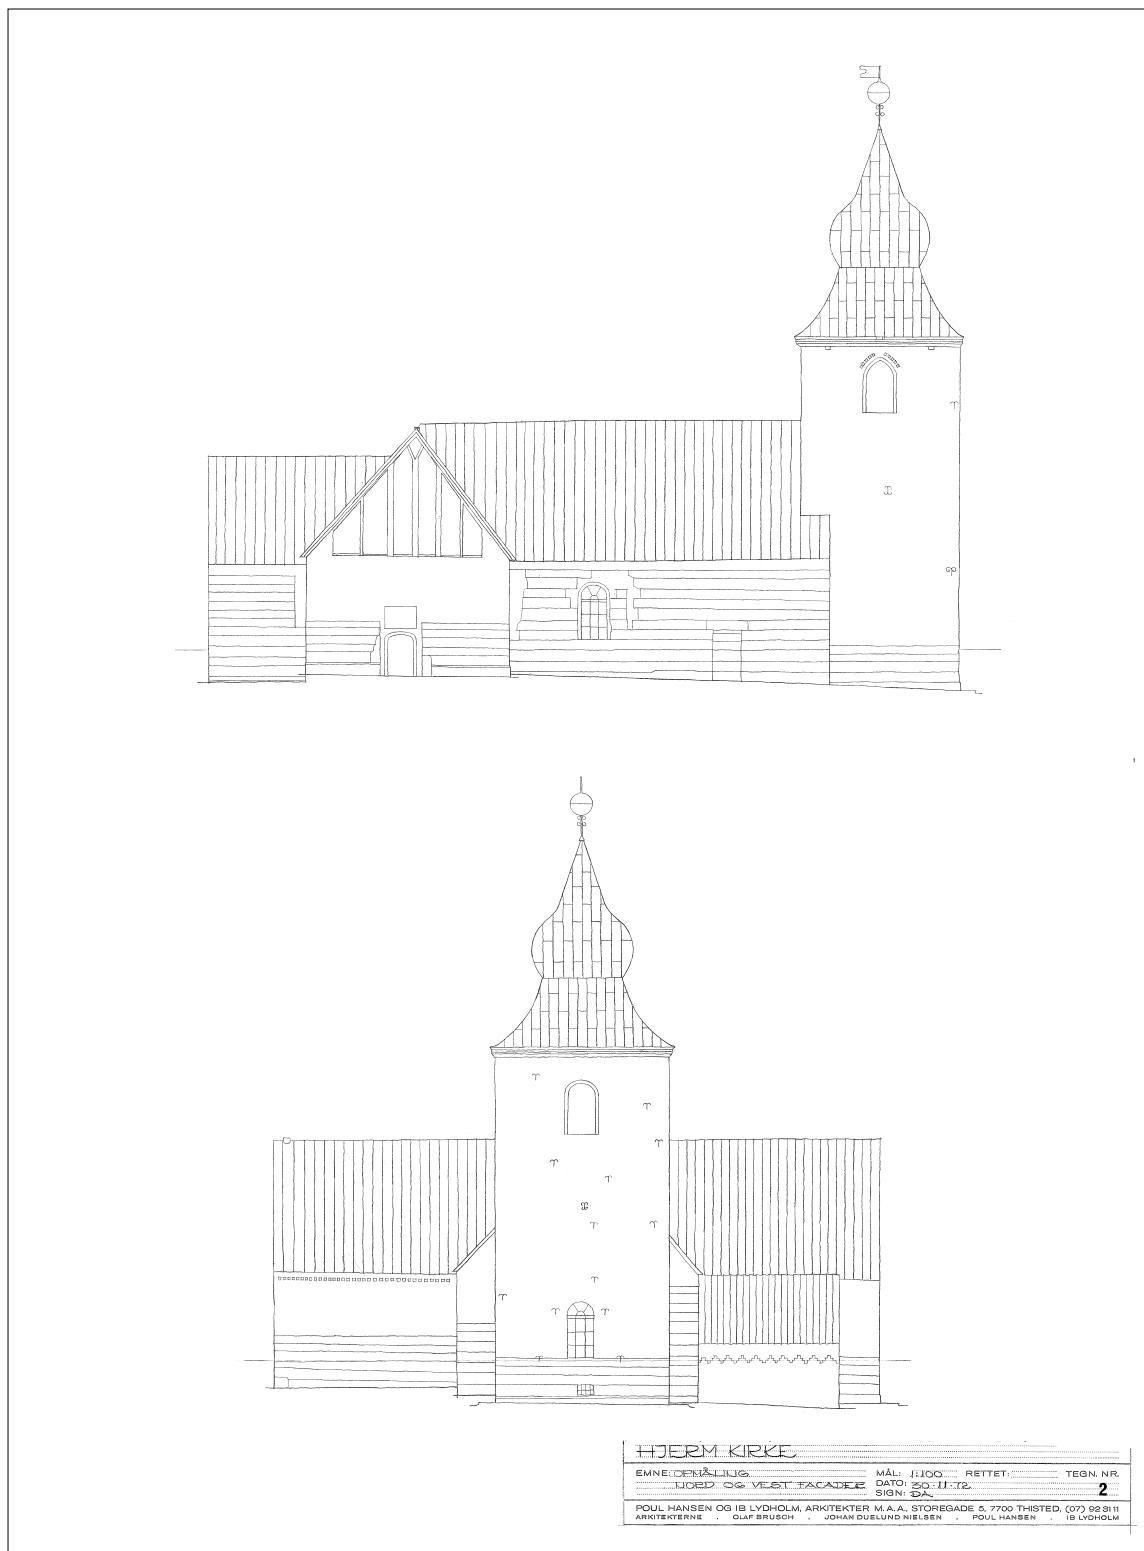 HJERM KIRKE
EMNE: OPMÅLING MÅL: 1:100 RETTET: TEGN. NR.
NORD OG VEST FACADER DATO: 30·11·72 2
SIGN: DA
POUL HANSEN OG IB LYDHOLM, ARKITEKTER M. A. A., STOREGADE 5, 7700 THISTED, (07) 92 31 11
ARKITEKTERNE . OLAF BRUSCH . JOHAN DUELUND NIELSEN . POUL HANSEN . IB LYDHOLM